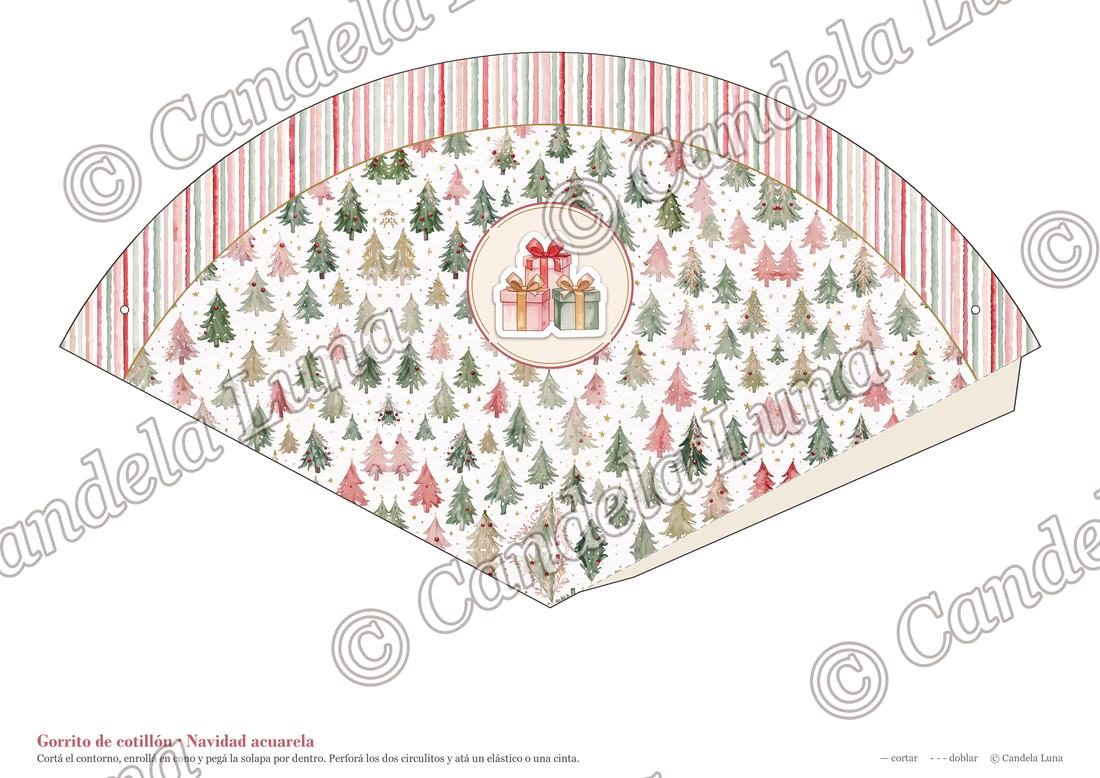 © Candela Luna
© Candela Luna
©
Candela Luna
© Candela Luna
© Candela
Gorrito de cotillón · Navidad acuarela
Cortá el contorno, enrollá en cono y pegá la solapa por dentro. Perforá los dos circulitos y atá un elástico o una cinta.
— cortar - - - doblar © Candela Luna